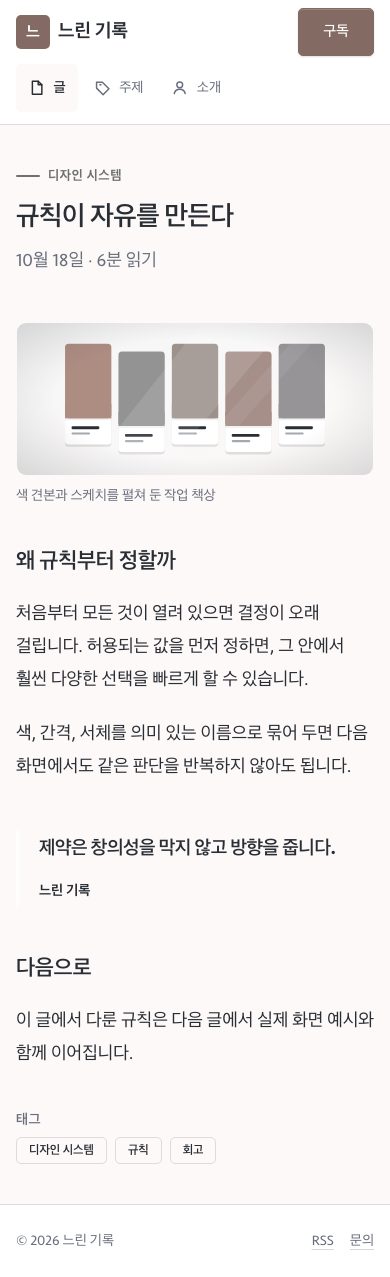 느
느린 기록
구독
글
주제
소개
디자인 시스템
규칙이 자유를 만든다
10월 18일 · 6분 읽기
색 견본과 스케치를 펼쳐 둔 작업 책상
왜 규칙부터 정할까
처음부터 모든 것이 열려 있으면 결정이 오래
걸립니다. 허용되는 값을 먼저 정하면, 그 안에서
훨씬 다양한 선택을 빠르게 할 수 있습니다.
색, 간격, 서체를 의미 있는 이름으로 묶어 두면 다음
화면에서도 같은 판단을 반복하지 않아도 됩니다.
제약은 창의성을 막지 않고 방향을 줍니다.
느린 기록
다음으로
이 글에서 다룬 규칙은 다음 글에서 실제 화면 예시와
함께 이어집니다.
태그
디자인 시스템
규칙
회고
© 2026 느린 기록
RSS
문의